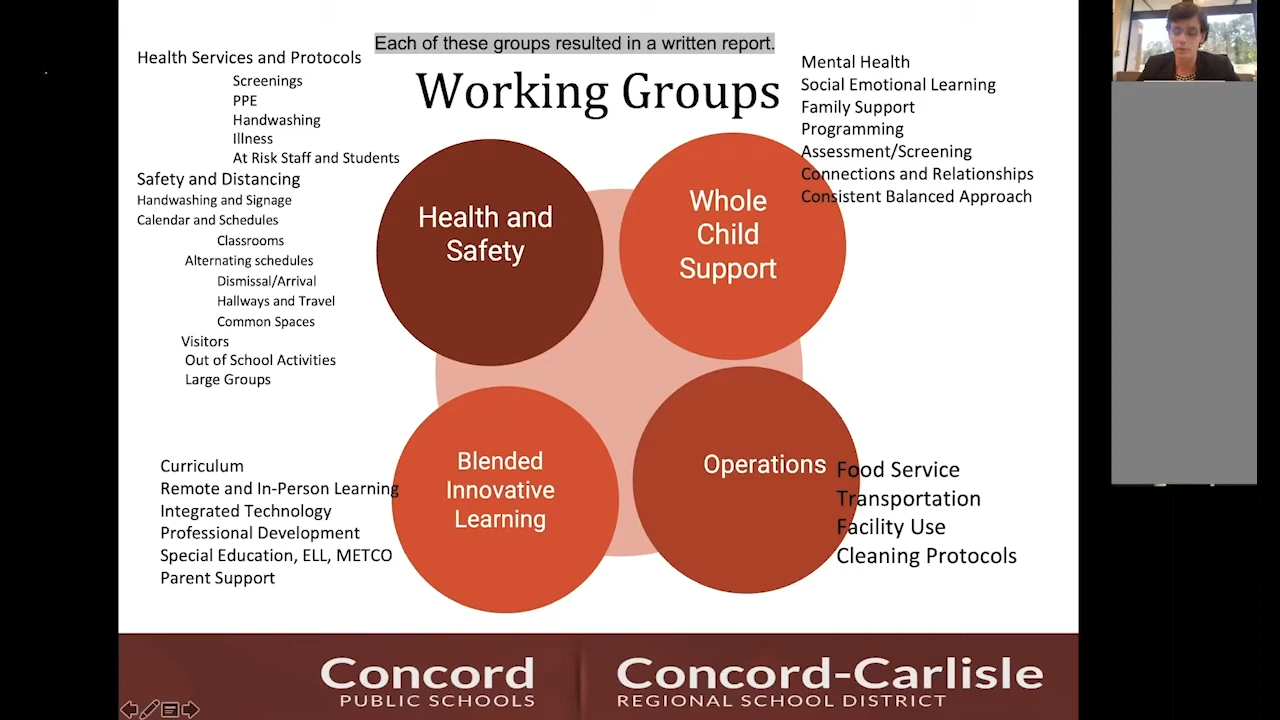 Each of these groups resulted in a written report.
Working Groups
Health Services and Protocols
Screenings
PPE
Handwashing
Illness
At Risk Staff and Students
Safety and Distancing
Handwashing and Signage
Calendar and Schedules
Classrooms
Alternating schedules
Dismissal/Arrival
Hallways and Travel
Common Spaces
Visitors
Out of School Activities
Large Groups
Health and
Safety
Whole
Child
Support
Mental Health
Social Emotional Learning
Family Support
Programming
Assessment/Screening
Connections and Relationships
Consistent Balanced Approach
Curriculum
Remote and In-Person Learning
Integrated Technology
Professional Development
Special Education, ELL, METCO
Parent Support
Blended
Innovative
Learning
Operations
Food Service
Transportation
Facility Use
Cleaning Protocols
Concord
PUBLIC SCHOOLS
Concord-Carlisle
REGIONAL SCHOOL DISTRICT